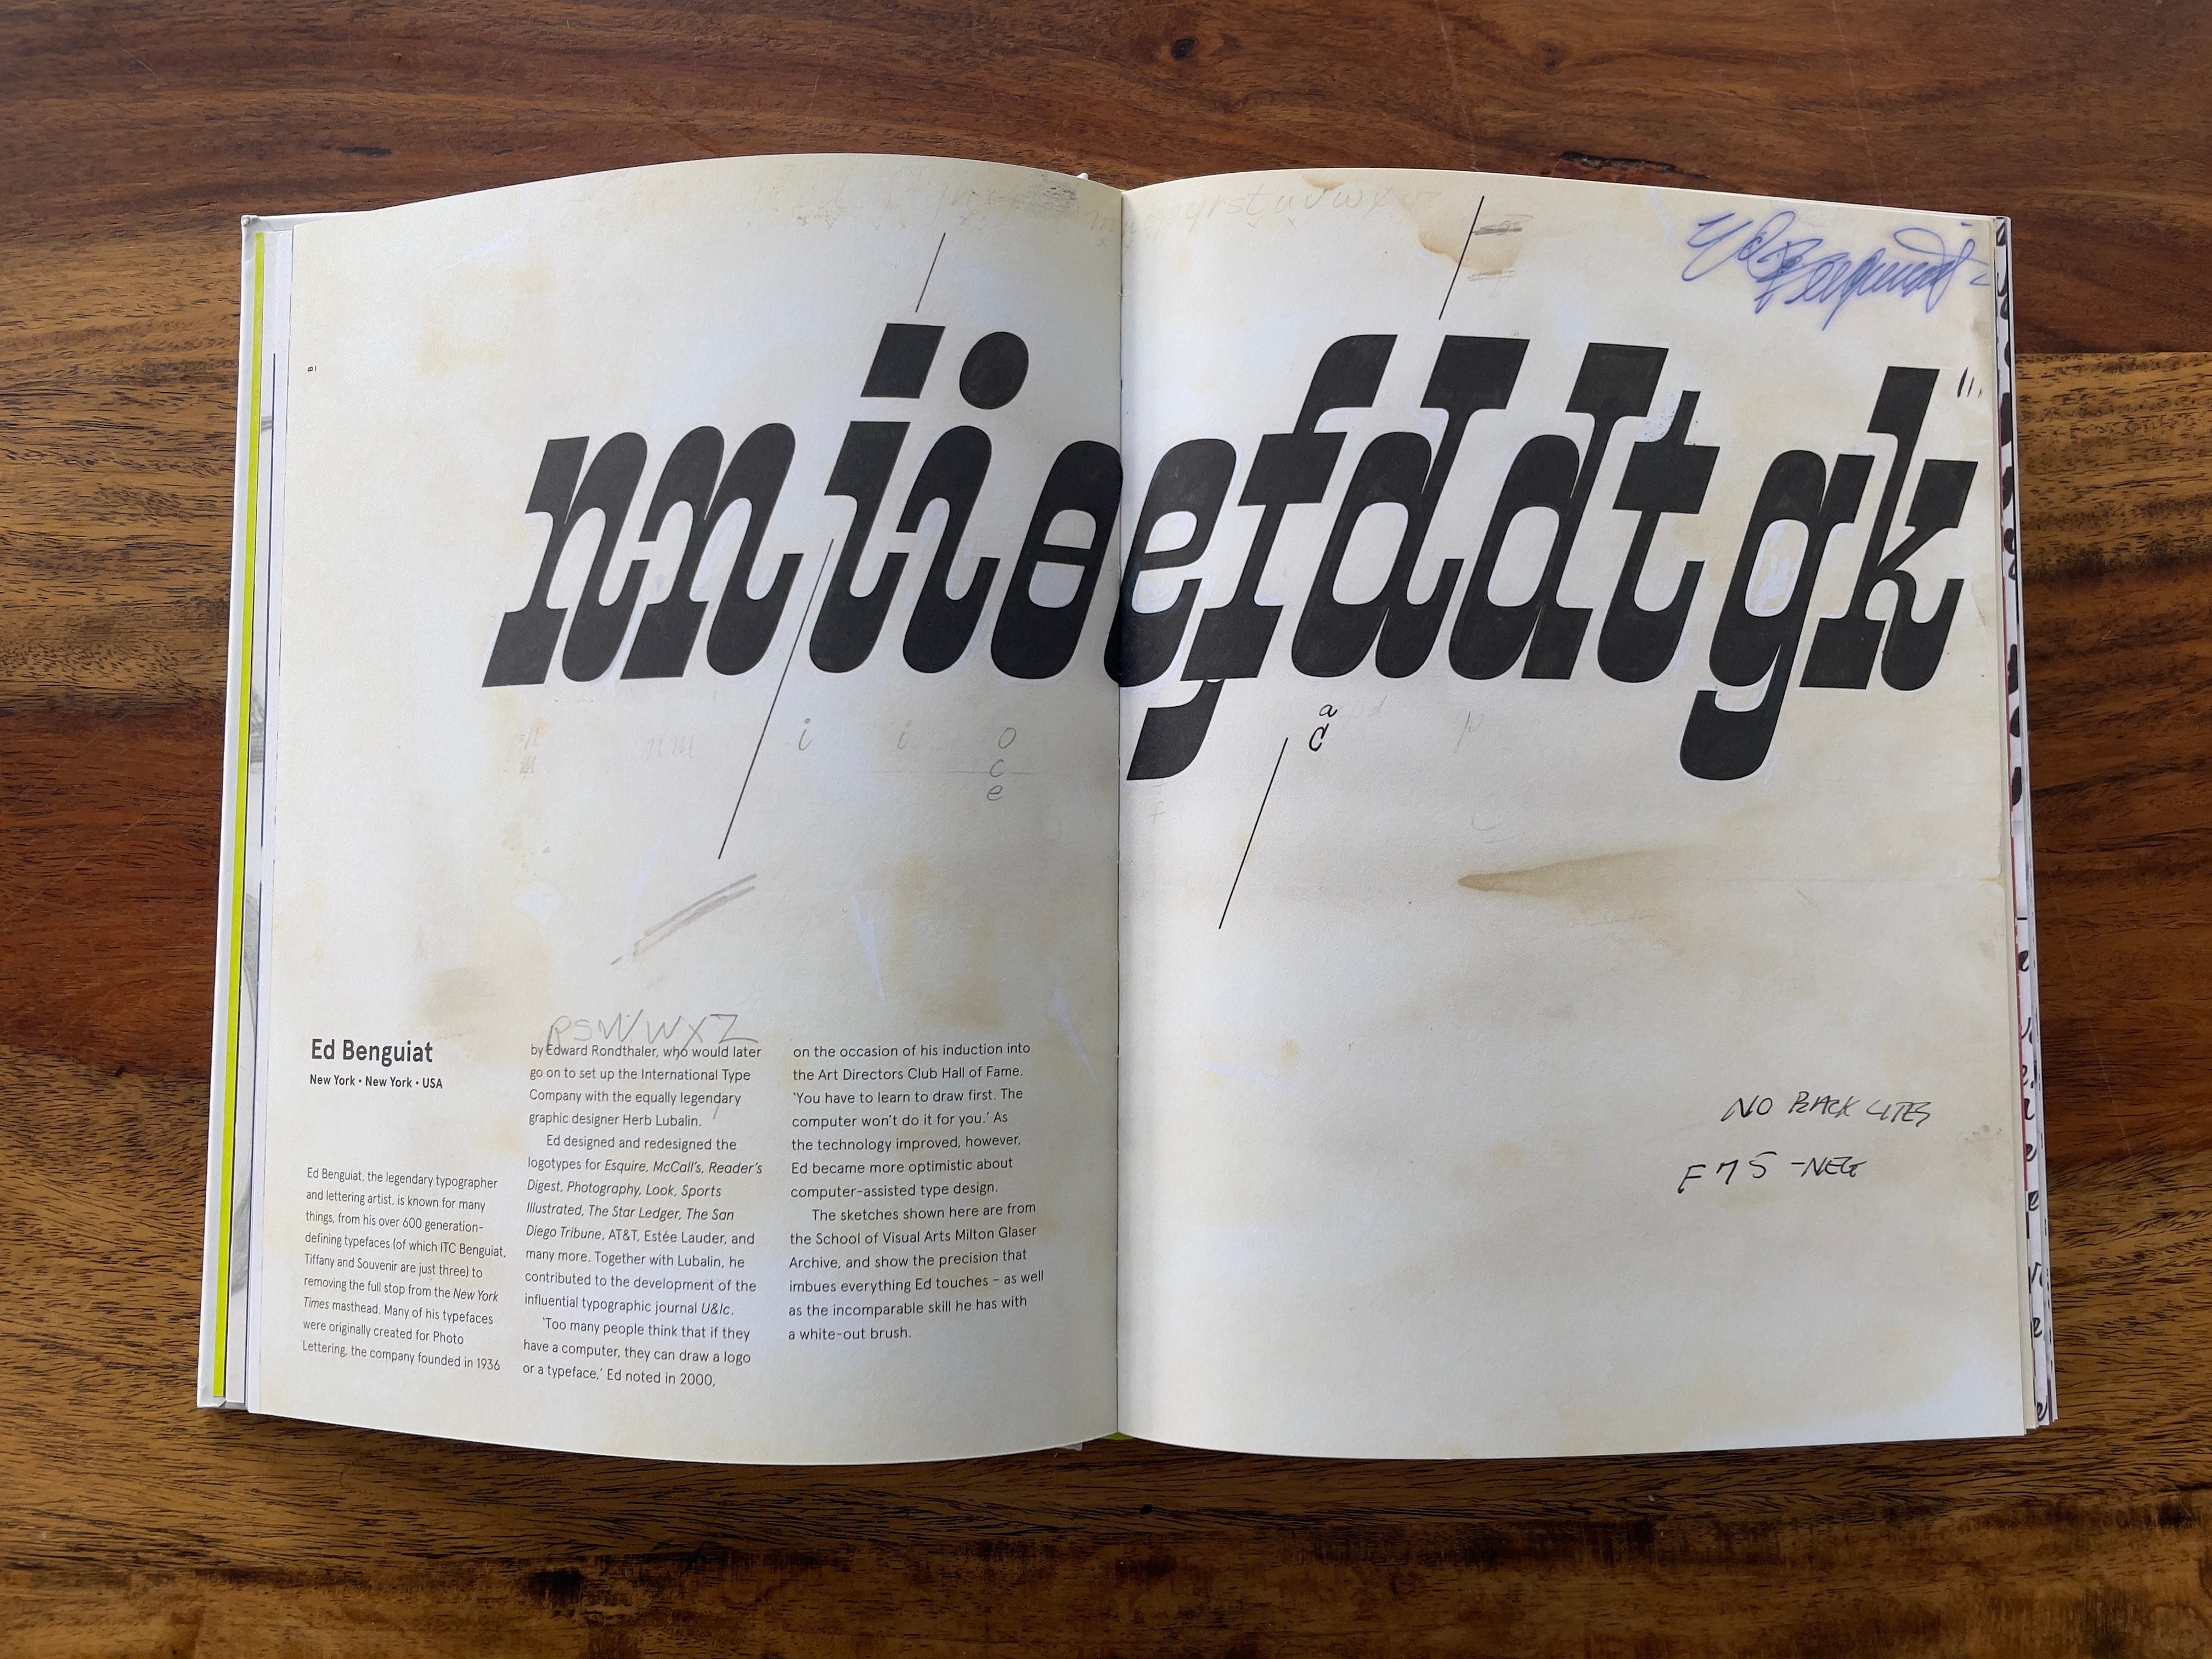 pqrstuvwx
Ed Benguiat
nmiioefddtgk
i i o
c
e
a
d
RSWWXZ
Ed Benguiat
New York • New York • USA
Ed Benguiat, the legendary typographer
and lettering artist, is known for many
things, from his over 600 generation-
defining typefaces (of which ITC Benguiat,
Tiffany and Souvenir are just three) to
removing the full stop from the New York
Times masthead. Many of his typefaces
were originally created for Photo
Lettering, the company founded in 1936
by Edward Rondthaler, who would later
go on to set up the International Type
Company with the equally legendary
graphic designer Herb Lubalin.
Ed designed and redesigned the
logotypes for Esquire, McCall's, Reader's
Digest, Photography, Look, Sports
Illustrated, The Star Ledger, The San
Diego Tribune, AT&T, Estée Lauder, and
many more. Together with Lubalin, he
contributed to the development of the
influential typographic journal U&lc.
'Too many people think that if they
have a computer, they can draw a logo
or a typeface,' Ed noted in 2000,
on the occasion of his induction into
the Art Directors Club Hall of Fame.
'You have to learn to draw first. The
computer won't do it for you.' As
the technology improved, however,
Ed became more optimistic about
computer-assisted type design.
The sketches shown here are from
the School of Visual Arts Milton Glaser
Archive, and show the precision that
imbues everything Ed touches – as well
as the incomparable skill he has with
a white-out brush.
NO BLACK LITES
F75 -NEG